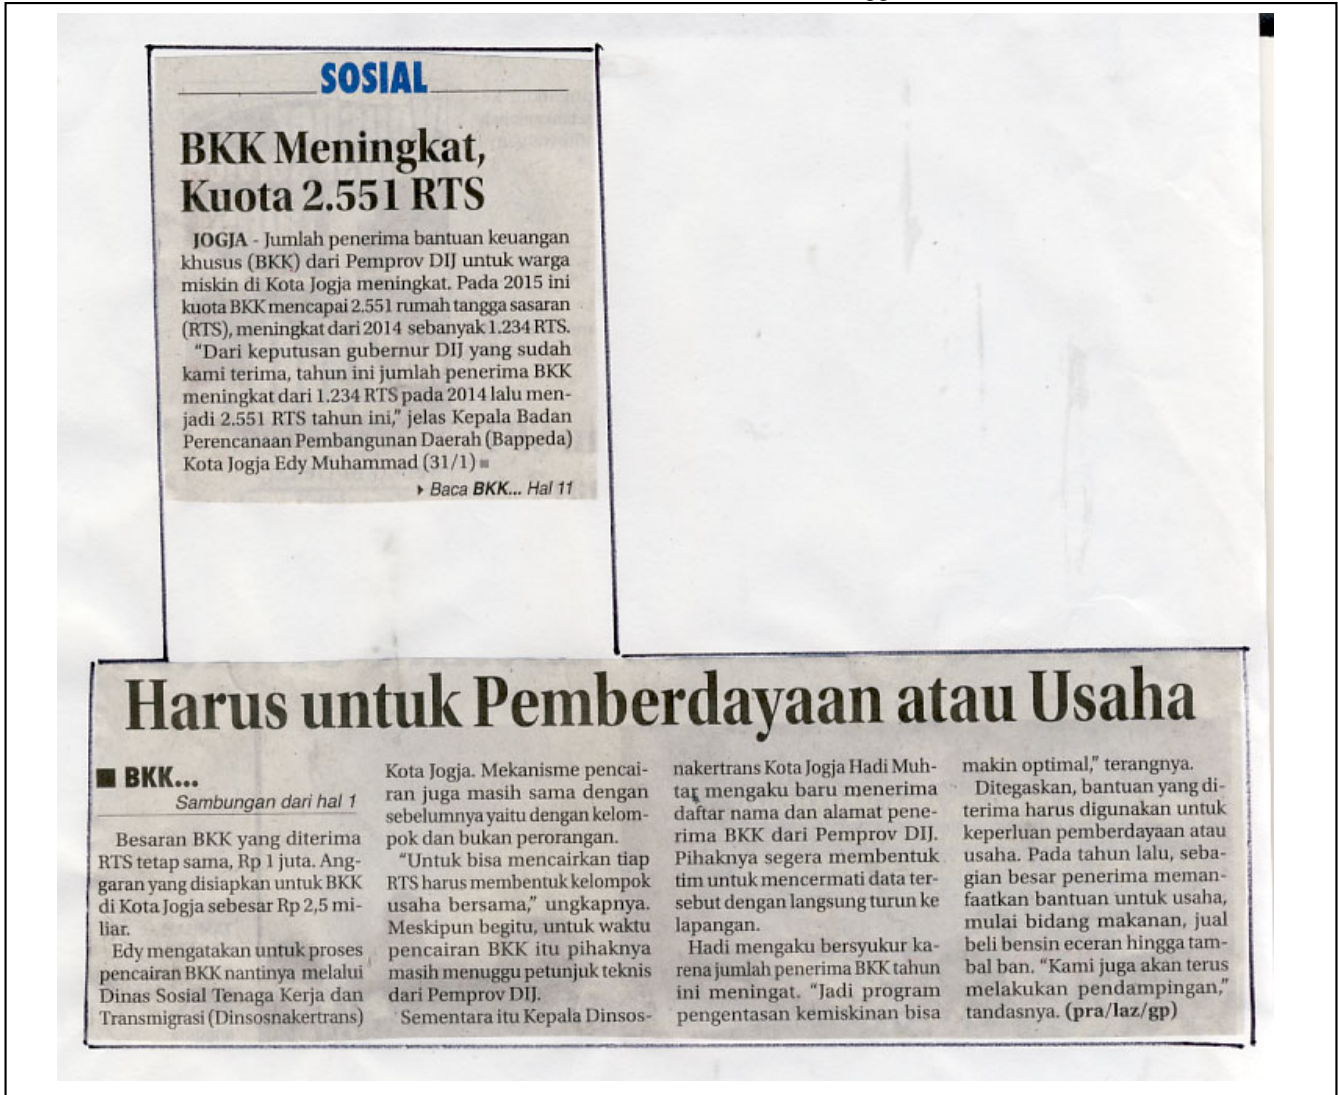 SOSIAL
BKK Meningkat,
Kuota 2.551 RTS
JOGJA - Jumlah penerima bantuan keuangan
khusus (BKK) dari Pemprov DIJ untuk warga
miskin di Kota Jogja meningkat. Pada 2015 ini
kuota BKK mencapai 2.551 rumah tangga sasaran
(RTS), meningkat dari 2014 sebanyak 1.234 RTS.
"Dari keputusan gubernur DIJ yang sudah
kami terima, tahun ini jumlah penerima BKK
meningkat dari 1.234 RTS pada 2014 lalu men-
jadi 2.551 RTS tahun ini," jelas Kepala Badan
Perencanaan Pembangunan Daerah (Bappeda)
Kota Jogja Edy Muhammad (31/1) ■
▸ Baca BKK... Hal 11
Harus untuk Pemberdayaan atau Usaha
■ BKK...
Sambungan dari hal 1
Besaran BKK yang diterima
RTS tetap sama, Rp 1 juta. Ang-
garan yang disiapkan untuk BKK
di Kota Jogja sebesar Rp 2,5 mi-
liar.
Edy mengatakan untuk proses
pencairan BKK nantinya melalui
Dinas Sosial Tenaga Kerja dan
Transmigrasi (Dinsosnakertrans)
Kota Jogja. Mekanisme pencai-
ran juga masih sama dengan
sebelumnya yaitu dengan kelom-
pok dan bukan perorangan.
"Untuk bisa mencairkan tiap
RTS harus membentuk kelompok
usaha bersama," ungkapnya.
Meskipun begitu, untuk waktu
pencairan BKK itu pihaknya
masih menuggu petunjuk teknis
dari Pemprov DIJ.
Sementara itu Kepala Dinsos-
nakertrans Kota Jogja Hadi Muh-
tar mengaku baru menerima
daftar nama dan alamat pene-
rima BKK dari Pemprov DIJ.
Pihaknya segera membentuk
tim untuk mencermati data ter-
sebut dengan langsung turun ke
lapangan.
Hadi mengaku bersyukur ka-
rena jumlah penerima BKK tahun
ini meningat. "Jadi program
pengentasan kemiskinan bisa
makin optimal," terangnya.
Ditegaskan, bantuan yang di-
terima harus digunakan untuk
keperluan pemberdayaan atau
usaha. Pada tahun lalu, seba-
gian besar penerima meman-
faatkan bantuan untuk usaha,
mulai bidang makanan, jual
beli bensin eceran hingga tam-
bal ban. "Kami juga akan terus
melakukan pendampingan,"
tandasnya. (pra/laz/gp)